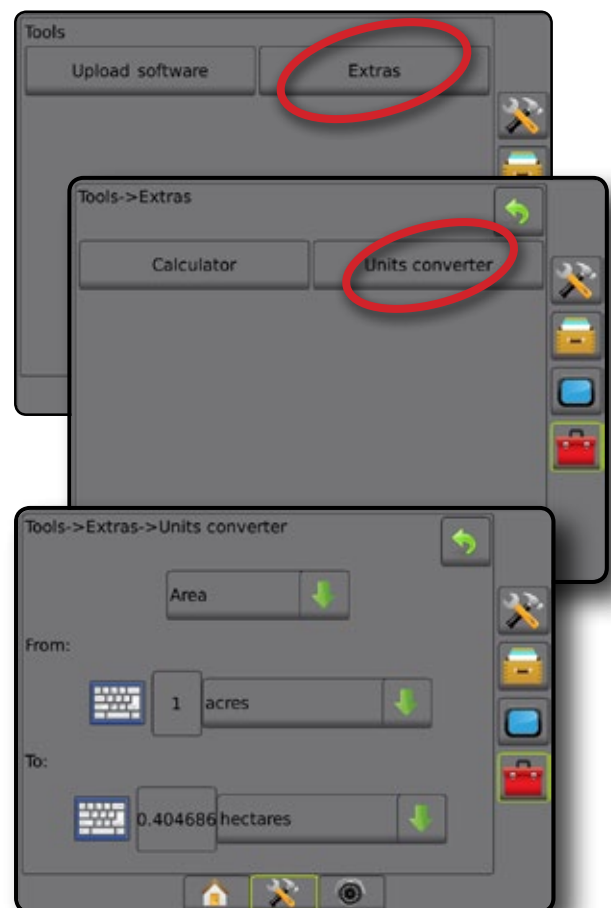 Tools
Upload software Extras
Tools->Extras
Calculator Units converter
Tools->Extras->Units converter
Area
From:
1 acres
To:
0.404686 hectares